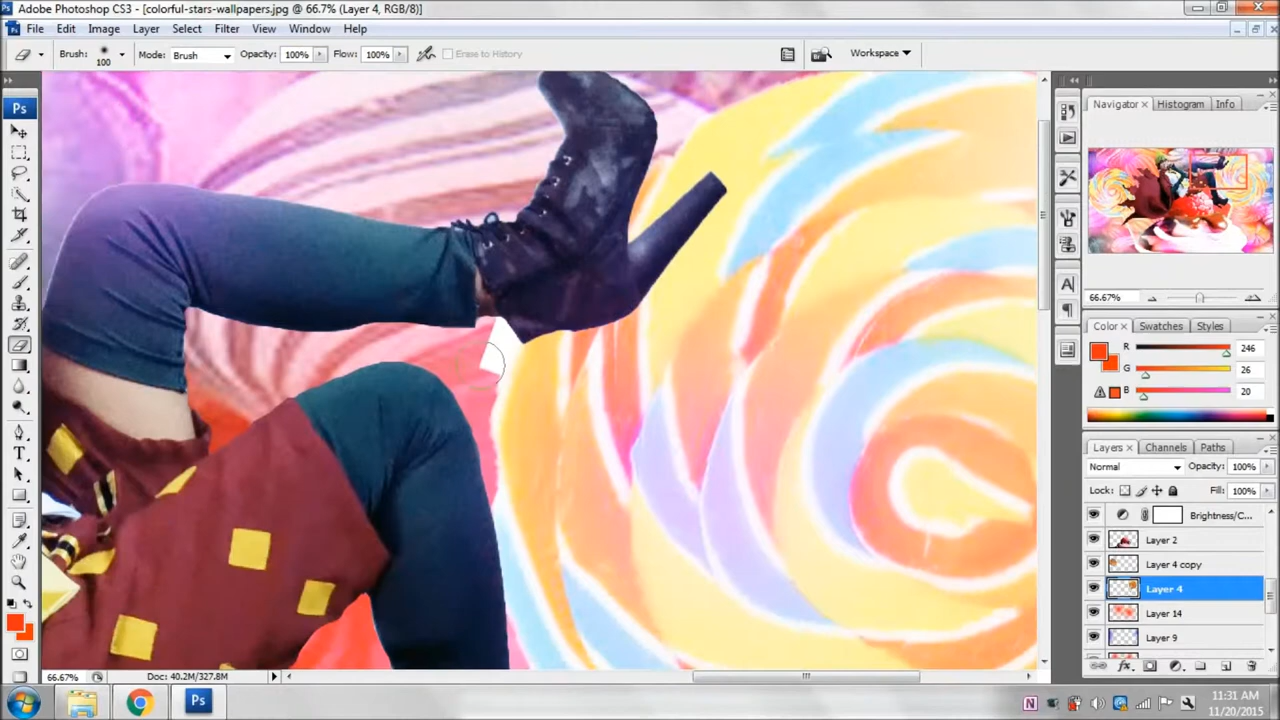 Adobe Photoshop CS3 - [colorful-stars-wallpapers.jpg @ 66.7% (Layer 4, RGB/8)]
File Edit Image Layer Select Filter View Window Help
Brush: 100 Mode: Brush Opacity: 100% Flow: 100% Erase to History Workspace
Ps
Navigator Histogram Info
66.67%
Color Swatches Styles
R 246
G 26
B 20
Layers Channels Paths
Normal Opacity: 100%
Lock: Fill: 100%
Brightness/C...
Layer 2
Layer 4 copy
Layer 4
Layer 14
Layer 9
66.67% Doc: 40.2M/327.8M
Ps
11:31 AM
11/20/2015